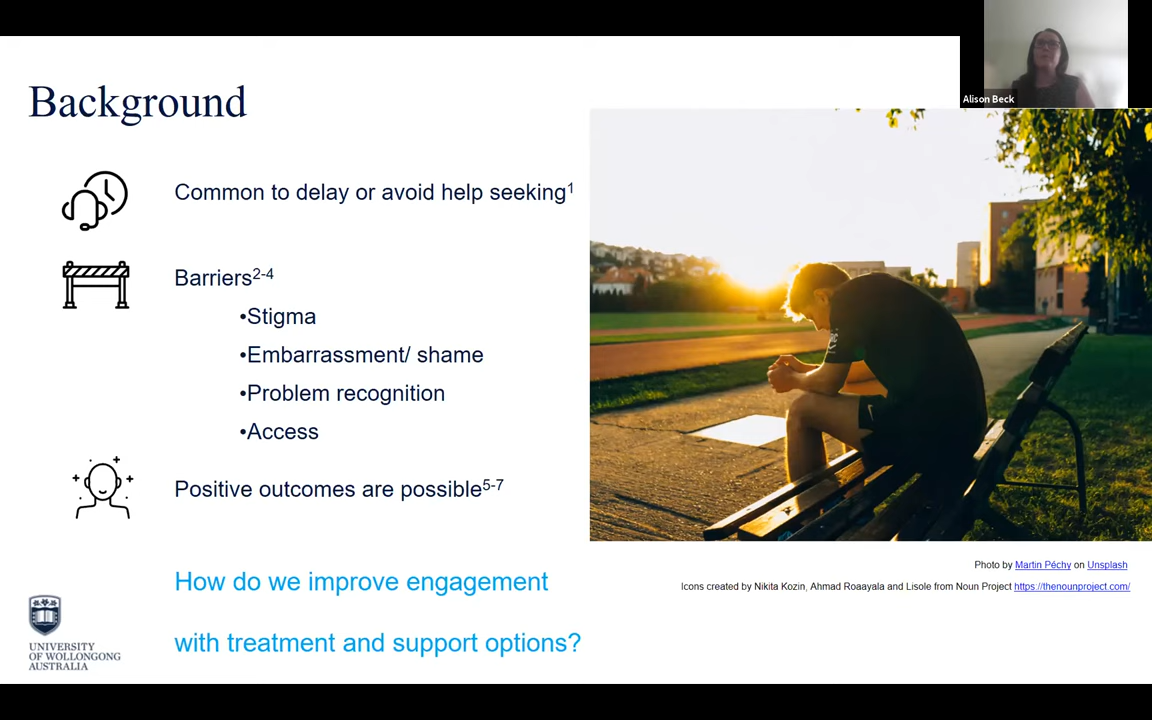 Alison Beck
Background
Common to delay or avoid help seeking1
Barriers2-4
•Stigma
•Embarrassment/ shame
•Problem recognition
•Access
Positive outcomes are possible5-7
How do we improve engagement
with treatment and support options?
Photo by Martin Péchy on Unsplash
Icons created by Nikita Kozin, Ahmad Roaayala and Lisole from Noun Project https://thenounproject.com/
UNIVERSITY
OF WOLLONGONG
AUSTRALIA